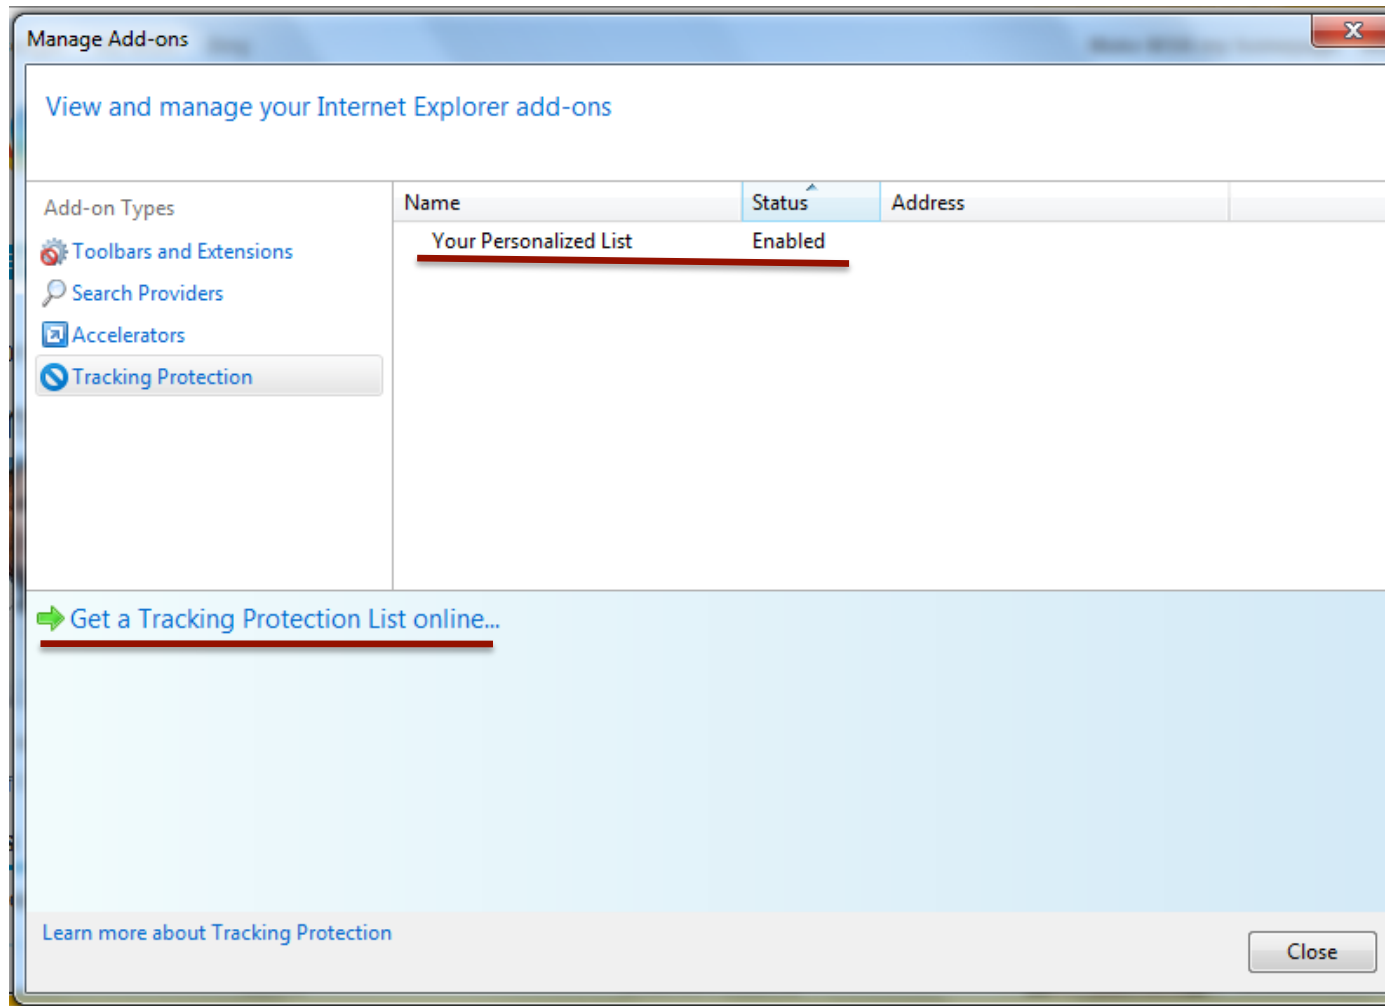 Manage Add-ons
View and manage your Internet Explorer add-ons
Add-on Types
Toolbars and Extensions
Search Providers
Accelerators
Tracking Protection
Name Status Address
Your Personalized List Enabled
Get a Tracking Protection List online...
Learn more about Tracking Protection
Close